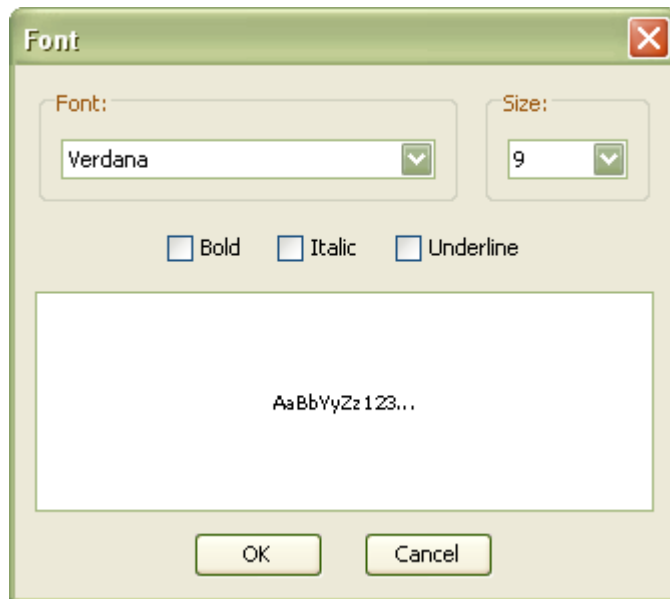 Font
Font: Size:
Verdana 9
Bold Italic Underline
AaBbYyZz123...
OK Cancel